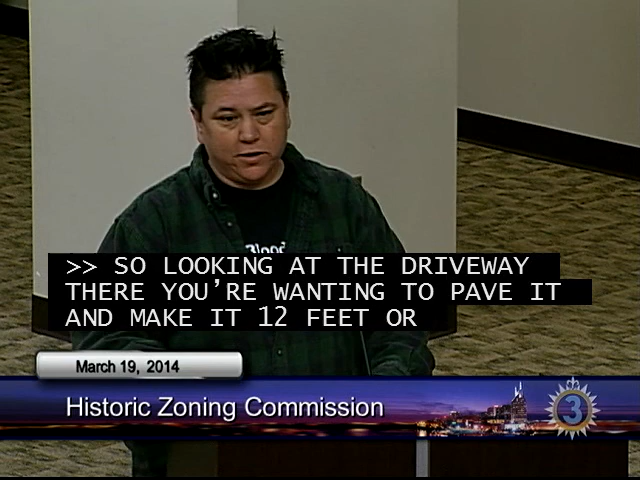 Blood
>> SO LOOKING AT THE DRIVEWAY
THERE YOU'RE WANTING TO PAVE IT
AND MAKE IT 12 FEET OR
March 19, 2014
Historic Zoning Commission
3